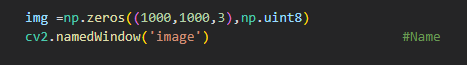 img =np.zeros((1000,1000,3),np.uint8)
cv2.namedWindow('image') #Name